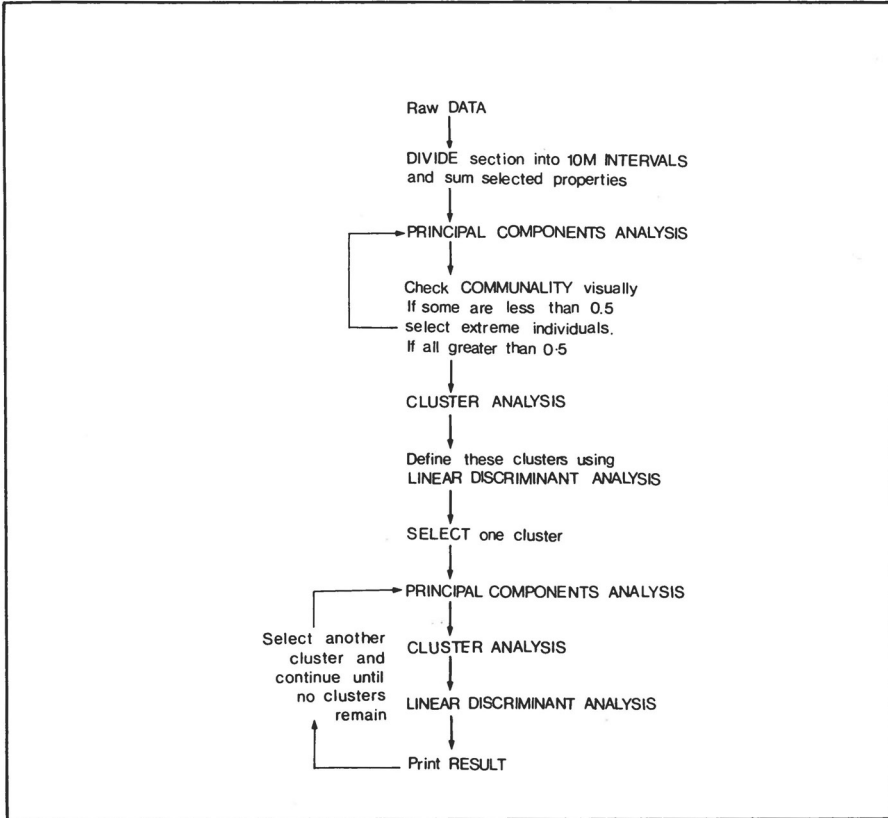 Raw DATA
DIVIDE section into 10M INTERVALS
and sum selected properties
PRINCIPAL COMPONENTS ANALYSIS
Check COMMUNALITY visually
If some are less than 0.5
select extreme individuals.
If all greater than 0·5
CLUSTER ANALYSIS
Define these clusters using
LINEAR DISCRIMINANT ANALYSIS
SELECT one cluster
PRINCIPAL COMPONENTS ANALYSIS
Select another
cluster and
continue until
no clusters
remain
CLUSTER ANALYSIS
LINEAR DISCRIMINANT ANALYSIS
Print RESULT